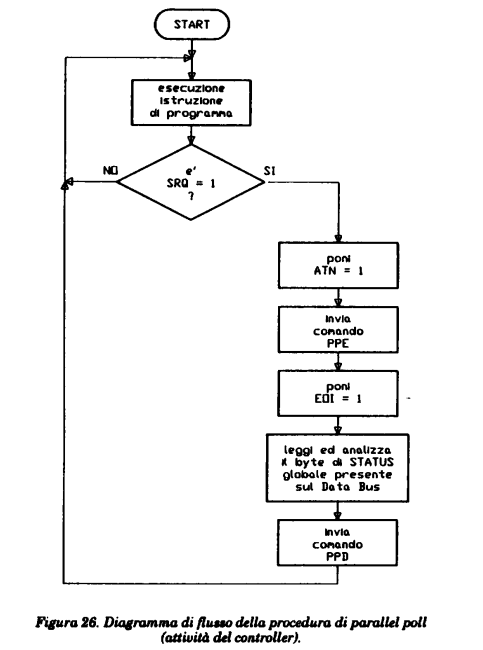 START
esecuzione
istruzione
di programma
NO
e'
SRQ = 1
?
SI
poni
ATN = 1
invia
comando
PPE
poni
EOI = 1
leggi ed analizza
il byte di STATUS
globale presente
sul Data Bus
invia
comando
PPD
Figura 26. Diagramma di flusso della procedura di parallel poll
(attività del controller).